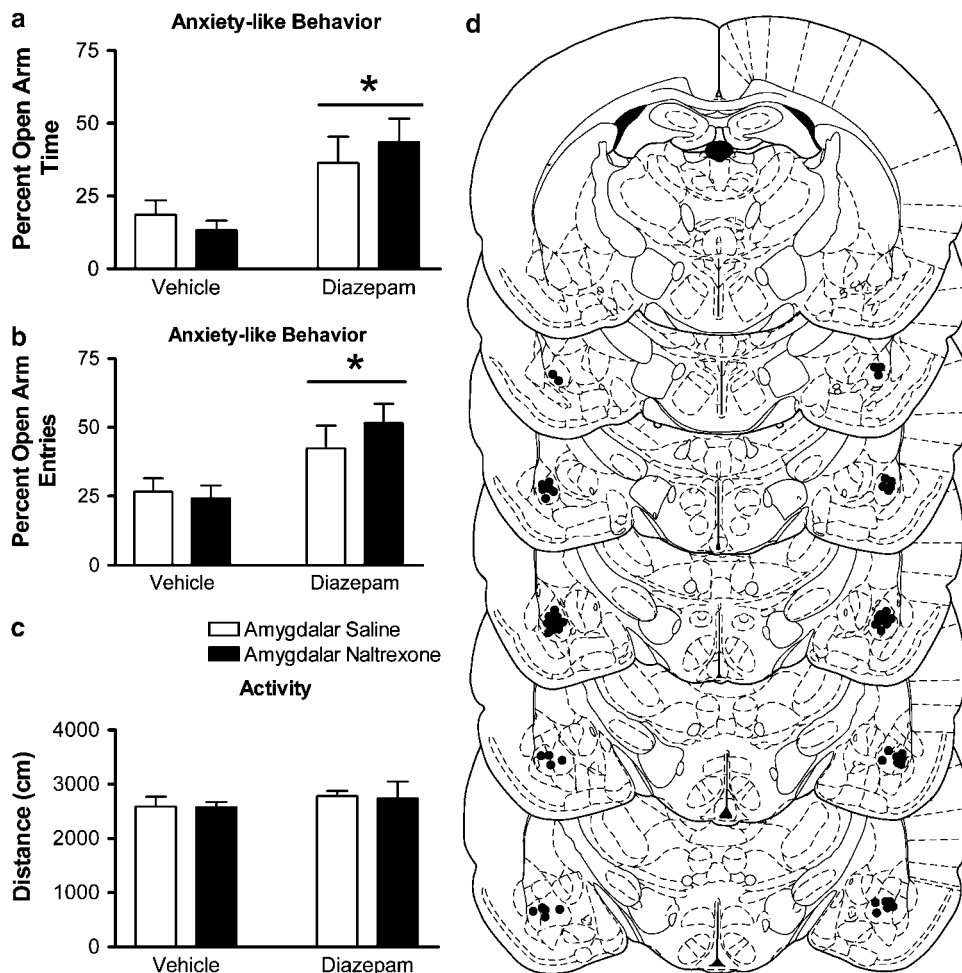 a
Anxiety-like Behavior
Percent Open Arm
Time
75
50
25
0
*
Vehicle
Diazepam
b
Anxiety-like Behavior
Percent Open Arm
Entries
75
50
25
0
*
Vehicle
Diazepam
c
Amygdalar Saline
Amygdalar Naltrexone
Activity
Distance (cm)
4000
3000
2000
1000
0
Vehicle
Diazepam
d